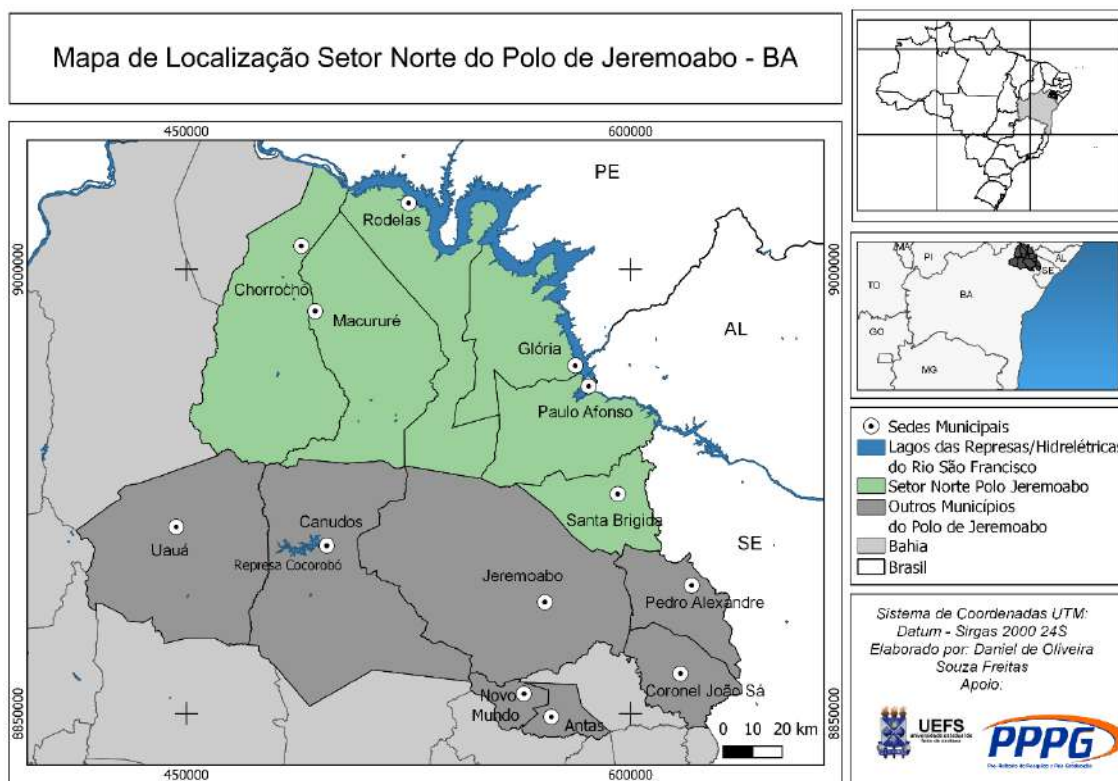 Mapa de Localização Setor Norte do Polo de Jeremoabo - BA
450000
600000
9000000
9000000
PE
Rodelas
Chorrochó
Macururé
AL
Glória
Paulo Afonso
Santa Brigida
SE
Canudos
Uauá
Represa Cocorobó
Jeremoabo
Pedro Alexandre
Coronel João Sá
Novo
Mundo
Antas
0 10 20 km
8850000
8850000
450000
600000
MA
PI
AL
SE
TO
BA
GO
MG
Sedes Municipais
Lagos das Represas/Hidrelétricas
do Rio São Francisco
Setor Norte Polo Jeremoabo
Outros Municípios
do Polo de Jeremoabo
Bahia
Brasil
Sistema de Coordenadas UTM:
Datum - Sirgas 2000 24S
Elaborado por: Daniel de Oliveira
Souza Freitas
Apoio:
UEFS
PPPG